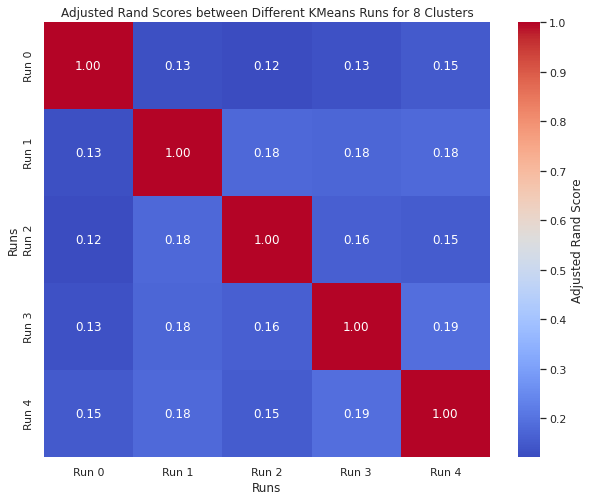 Adjusted Rand Scores between Different KMeans Runs for 8 Clusters
Run 0
1.00 0.13 0.12 0.13 0.15
Run 1
0.13 1.00 0.18 0.18 0.18
Run 2
0.12 0.18 1.00 0.16 0.15
Run 3
0.13 0.18 0.16 1.00 0.19
Run 4
0.15 0.18 0.15 0.19 1.00
Runs
Run 0 Run 1 Run 2 Run 3 Run 4
Runs
1.0
0.9
0.8
0.7
0.6
0.5
0.4
0.3
0.2
Adjusted Rand Score